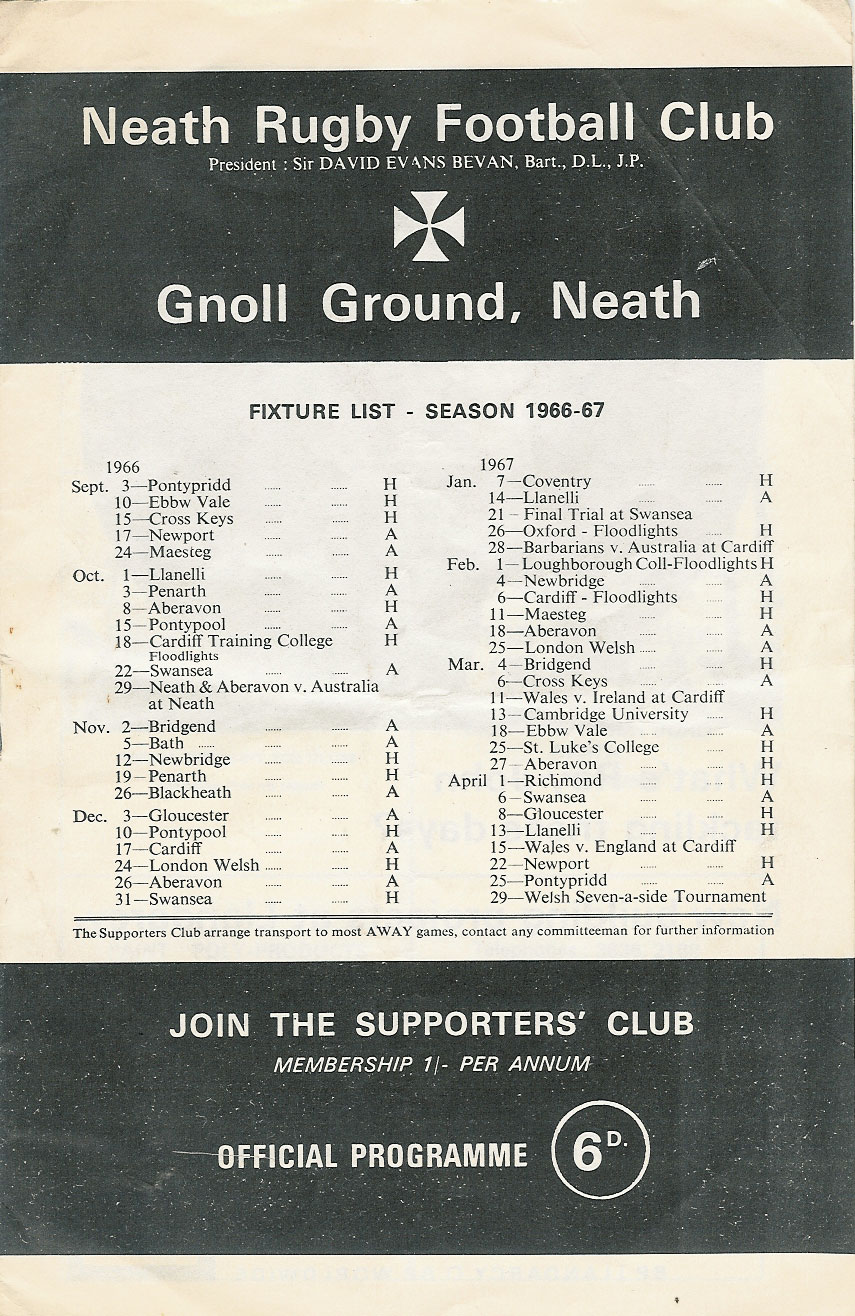 Neath Rugby Football Club
President : Sir DAVID EVANS BEVAN, Bart., D.L., J.P.
Gnoll Ground, Neath
FIXTURE LIST - SEASON 1966-67
1966
Sept. 3—Pontypridd ...... ...... H
10—Ebbw Vale ...... ...... H
15—Cross Keys ...... ...... H
17—Newport ...... ...... A
24—Maesteg ...... ...... A
Oct. 1—Llanelli ...... ...... H
3—Penarth ...... ...... A
8—Aberavon ...... ...... H
15—Pontypool ...... ...... A
18—Cardiff Training College H
Floodlights
22—Swansea ...... ...... A
29—Neath & Aberavon v. Australia
at Neath
Nov. 2—Bridgend ...... ...... A
5—Bath ...... ...... A
12—Newbridge ...... ...... H
19—Penarth ...... ...... H
26—Blackheath ...... ...... A
Dec. 3—Gloucester ...... ...... A
10—Pontypool ...... ...... H
17—Cardiff ...... ...... A
24—London Welsh ...... ...... H
26—Aberavon ...... ...... A
31—Swansea ...... ...... H
1967
Jan. 7—Coventry ...... ...... H
14—Llanelli ...... ...... A
21—Final Trial at Swansea
26—Oxford - Floodlights ...... H
28—Barbarians v. Australia at Cardiff
Feb. 1—Loughborough Coll-Floodlights H
4—Newbridge ...... ...... A
6—Cardiff - Floodlights ...... H
11—Maesteg ...... ...... H
18—Aberavon ...... ...... A
25—London Welsh ...... ...... A
Mar. 4—Bridgend ...... ...... H
6—Cross Keys ...... ...... A
11—Wales v. Ireland at Cardiff
13—Cambridge University ...... H
18—Ebbw Vale ...... ...... A
25—St. Luke's College ...... H
27—Aberavon ...... ...... H
April 1—Richmond ...... ...... H
6—Swansea ...... ...... A
8—Gloucester ...... ...... H
13—Llanelli ...... ...... H
15—Wales v. England at Cardiff
22—Newport ...... ...... H
25—Pontypridd ...... ...... A
29—Welsh Seven-a-side Tournament
The Supporters Club arrange transport to most AWAY games, contact any committeeman for further information
JOIN THE SUPPORTERS' CLUB
MEMBERSHIP 1/- PER ANNUM
OFFICIAL PROGRAMME 6D.